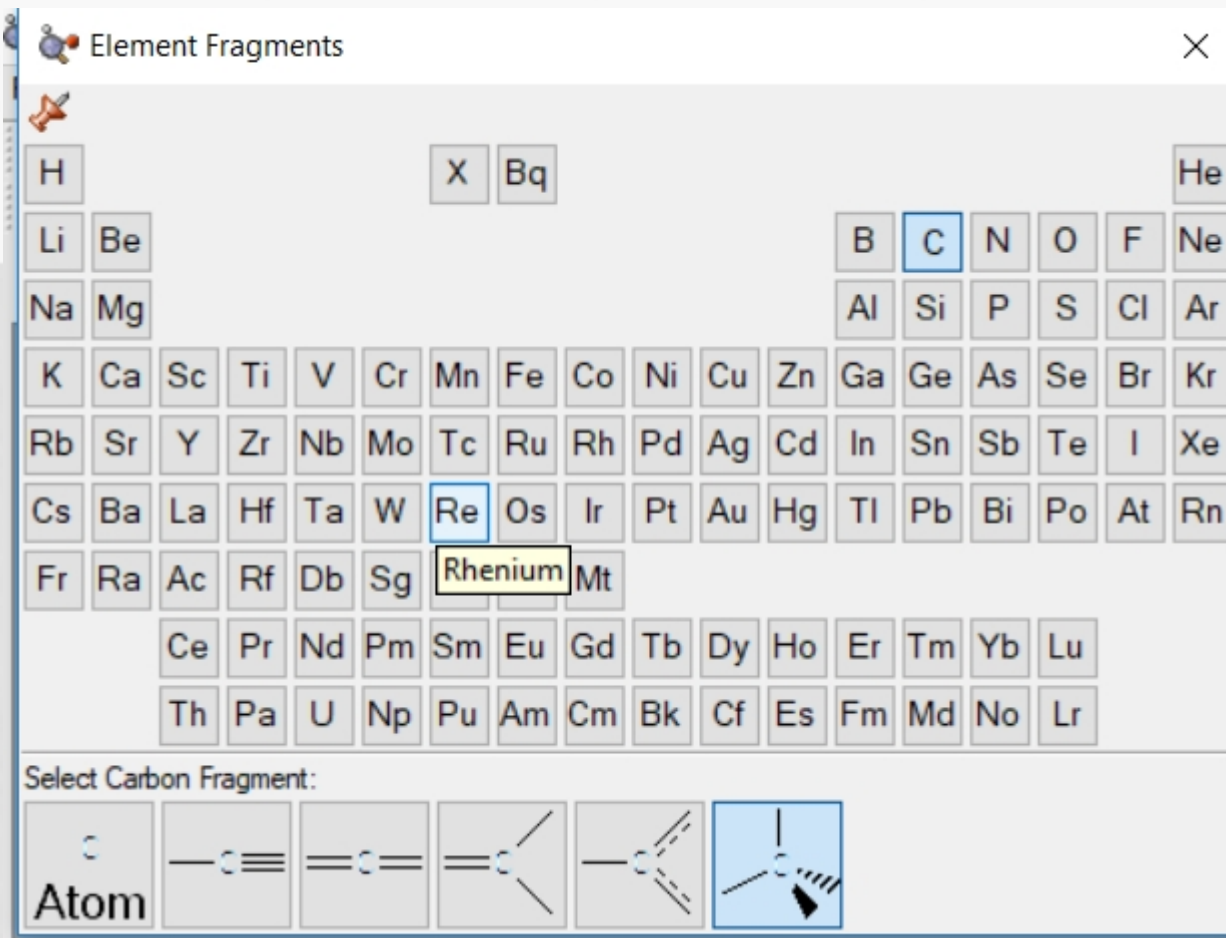 Element Fragments
H X Bq He
Li Be B C N O F Ne
Na Mg Al Si P S Cl Ar
K Ca Sc Ti V Cr Mn Fe Co Ni Cu Zn Ga Ge As Se Br Kr
Rb Sr Y Zr Nb Mo Tc Ru Rh Pd Ag Cd In Sn Sb Te I Xe
Cs Ba La Hf Ta W Re Os Ir Pt Au Hg Tl Pb Bi Po At Rn
Rhenium
Fr Ra Ac Rf Db Sg Mt
Ce Pr Nd Pm Sm Eu Gd Tb Dy Ho Er Tm Yb Lu
Th Pa U Np Pu Am Cm Bk Cf Es Fm Md No Lr
Select Carbon Fragment:
C C C C C C
Atom